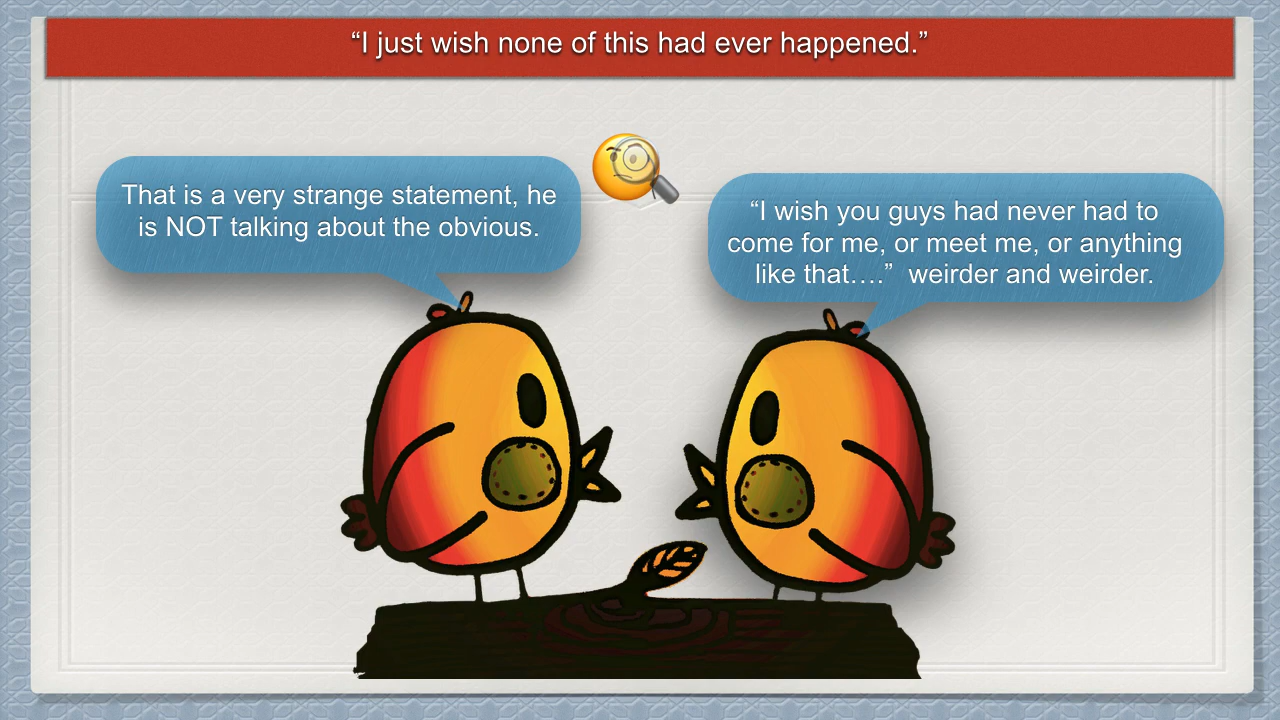 “I just wish none of this had ever happened.”
That is a very strange statement, he
is NOT talking about the obvious.
“I wish you guys had never had to
come for me, or meet me, or anything
like that….”  weirder and weirder.